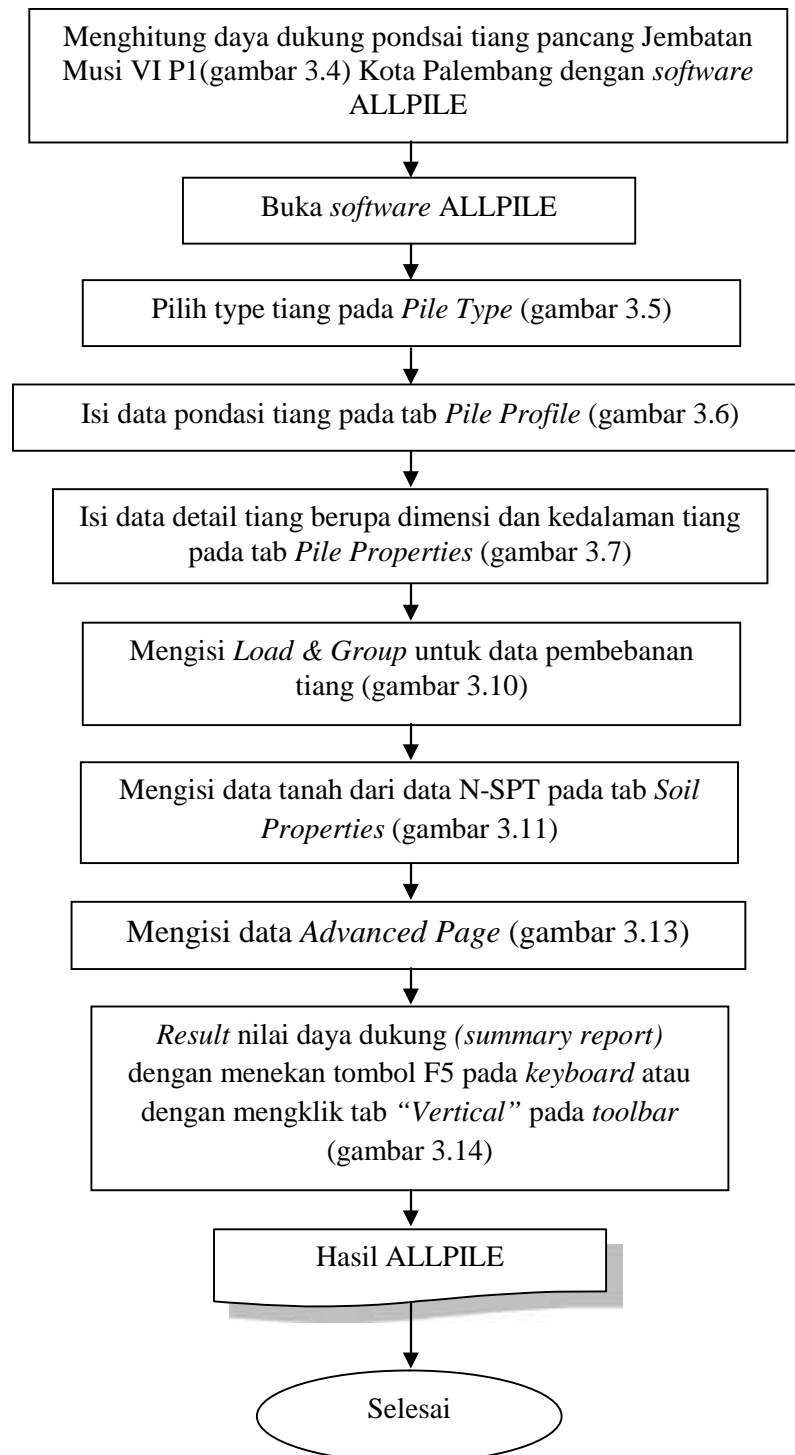 Menghitung daya dukung pondsai tiang pancang Jembatan
Musi VI P1(gambar 3.4) Kota Palembang dengan software
ALLPILE
Buka software ALLPILE
Pilih type tiang pada Pile Type (gambar 3.5)
Isi data pondasi tiang pada tab Pile Profile (gambar 3.6)
Isi data detail tiang berupa dimensi dan kedalaman tiang
pada tab Pile Properties (gambar 3.7)
Mengisi Load & Group untuk data pembebanan
tiang (gambar 3.10)
Mengisi data tanah dari data N-SPT pada tab Soil
Properties (gambar 3.11)
Mengisi data Advanced Page (gambar 3.13)
Result nilai daya dukung (summary report)
dengan menekan tombol F5 pada keyboard atau
dengan mengklik tab “Vertical” pada toolbar
(gambar 3.14)
Hasil ALLPILE
Selesai